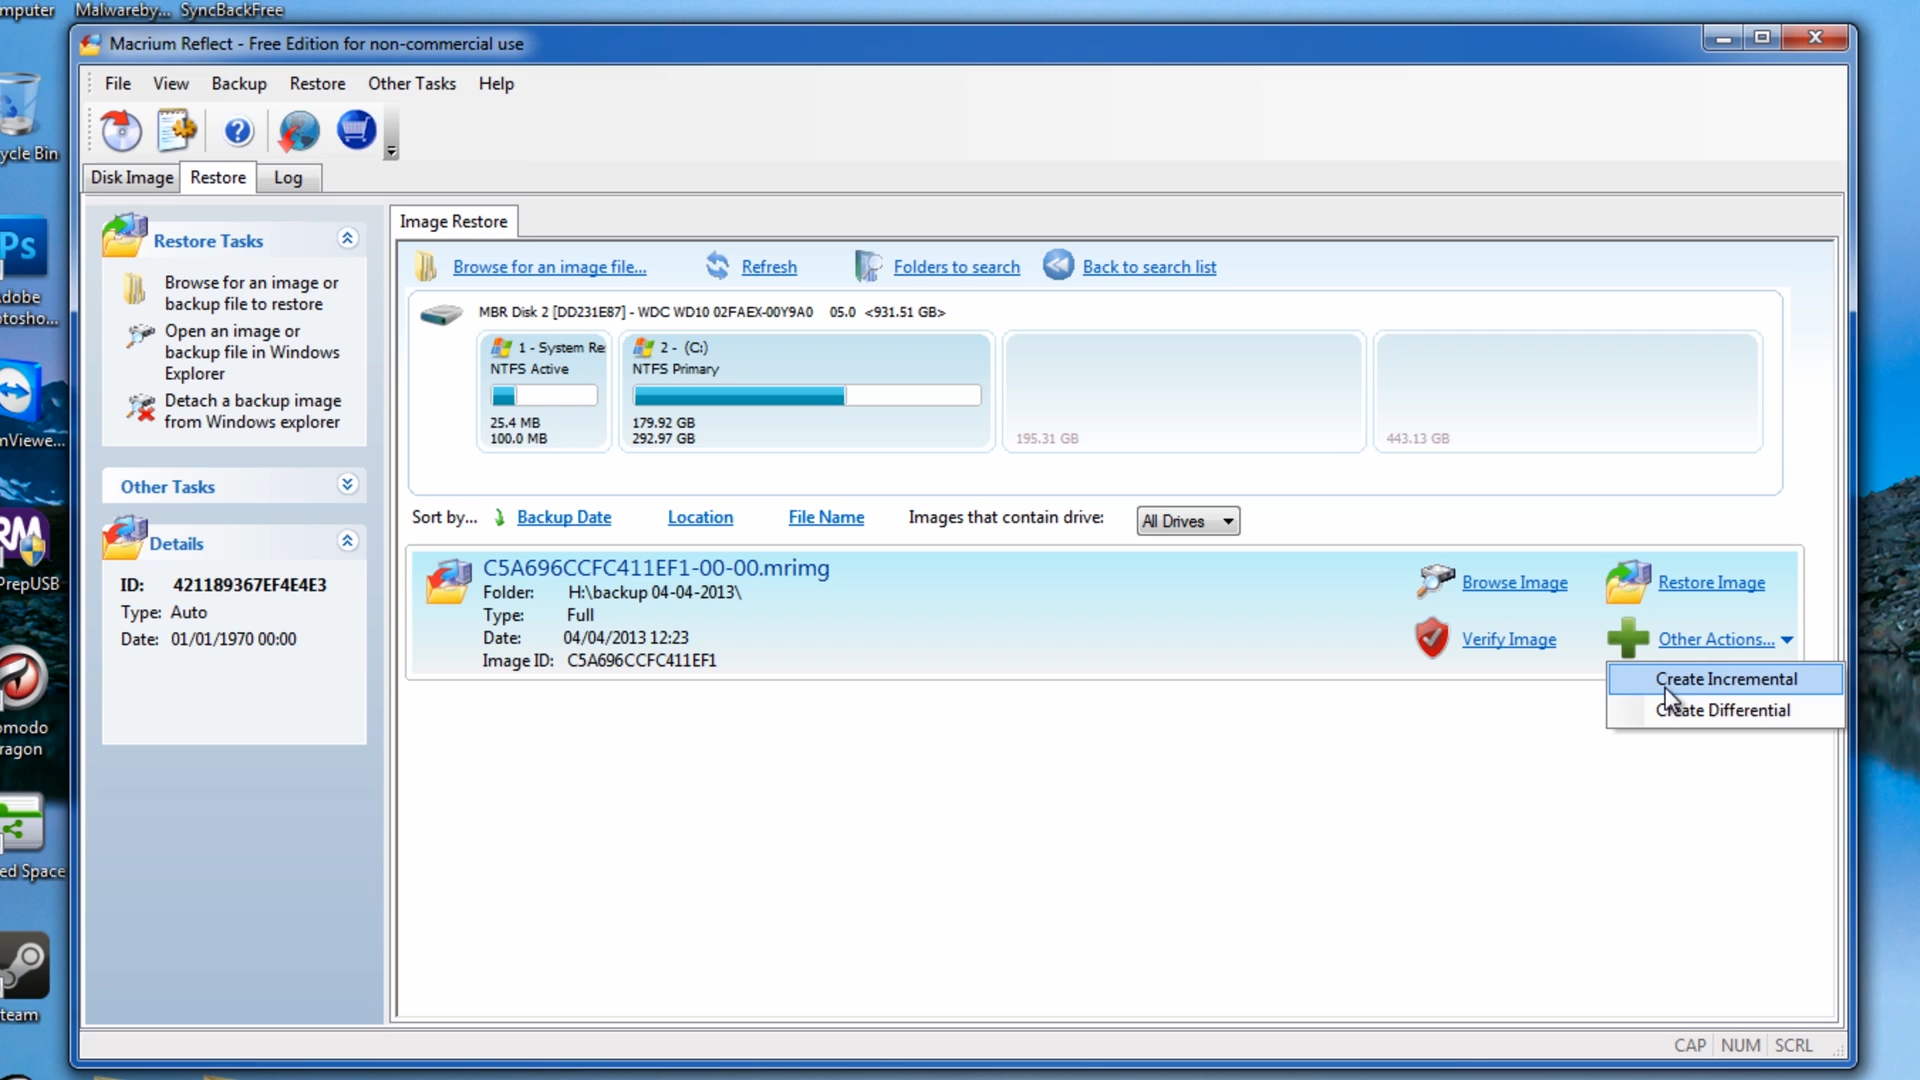 mputer
Malwareby...
SyncBackFree
Macrium Reflect - Free Edition for non-commercial use
File
View
Backup
Restore
Other Tasks
Help
Disk Image
Restore
Log
ycle Bin
Ps
dobe
otosho...
mViewe...
RM
PrepUSB
omodo
ragon
ed Space
team
Restore Tasks
Browse for an image or
backup file to restore
Open an image or
backup file in Windows
Explorer
Detach a backup image
from Windows explorer
Other Tasks
Details
ID: 421189367EF4E4E3
Type: Auto
Date: 01/01/1970 00:00
Image Restore
Browse for an image file...
Refresh
Folders to search
Back to search list
MBR Disk 2 [DD231E87] - WDC WD10 02FAEX-00Y9A0 05.0 <931.51 GB>
1 - System Re
NTFS Active
25.4 MB
100.0 MB
2 - (C:)
NTFS Primary
179.92 GB
292.97 GB
195.31 GB
443.13 GB
Sort by...
Backup Date
Location
File Name
Images that contain drive:
All Drives
C5A696CCFC411EF1-00-00.mrimg
Folder: H:\backup 04-04-2013\
Type: Full
Date: 04/04/2013 12:23
Image ID: C5A696CCFC411EF1
Browse Image
Restore Image
Verify Image
Other Actions...
Create Incremental
Create Differential
CAP
NUM
SCRL